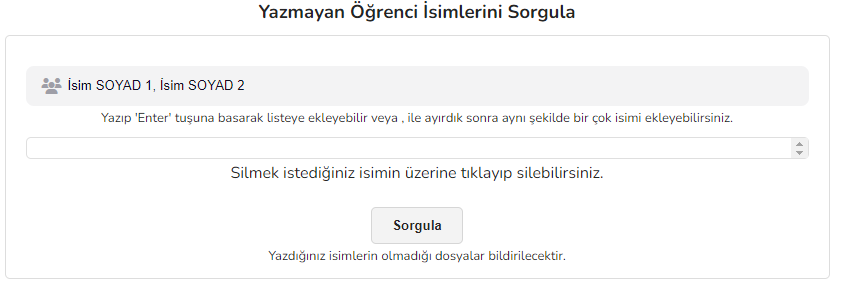 Yazmayan Öğrenci İsimlerini Sorgula
İsim SOYAD 1, İsim SOYAD 2
Yazıp 'Enter' tuşuna basarak listeye ekleyebilir veya , ile ayırdık sonra aynı şekilde bir çok isimi ekleyebilirsiniz.
Silmek istediğiniz isimin üzerine tıklayıp silebilirsiniz.
Sorgula
Yazdığınız isimlerin olmadığı dosyalar bildirilecektir.